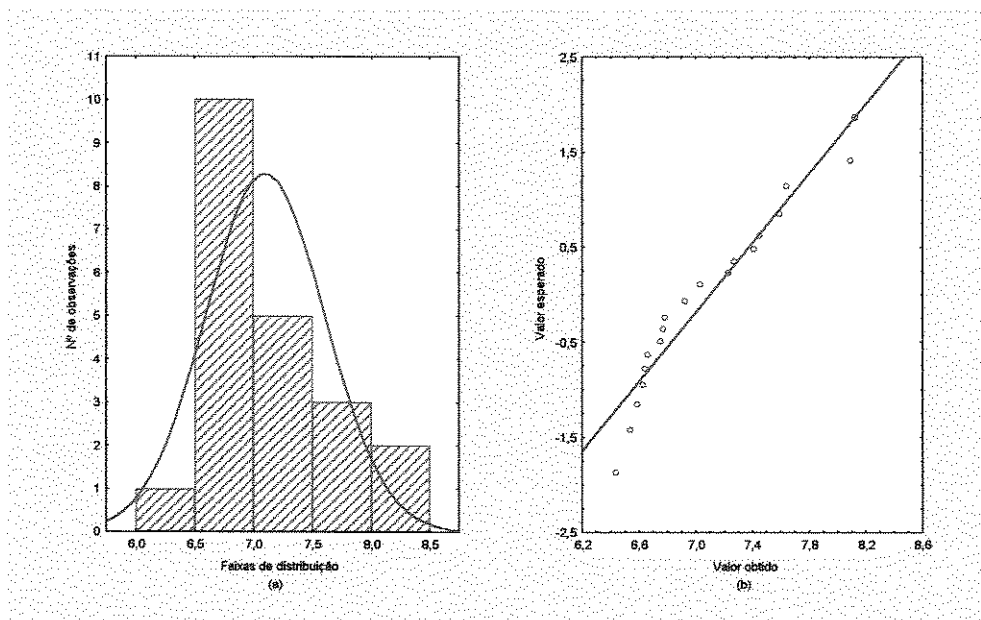 11
10
9
8
7
6
5
4
3
2
1
0
Nº de observações
6,0 6,5 7,0 7,5 8,0 8,5
Faixas de distribuição
(a)
2,5
1,5
0,5
-0,5
-1,5
-2,5
Valor esperado
6,2 6,6 7,0 7,4 7,8 8,2 8,6
Valor obtido
(b)